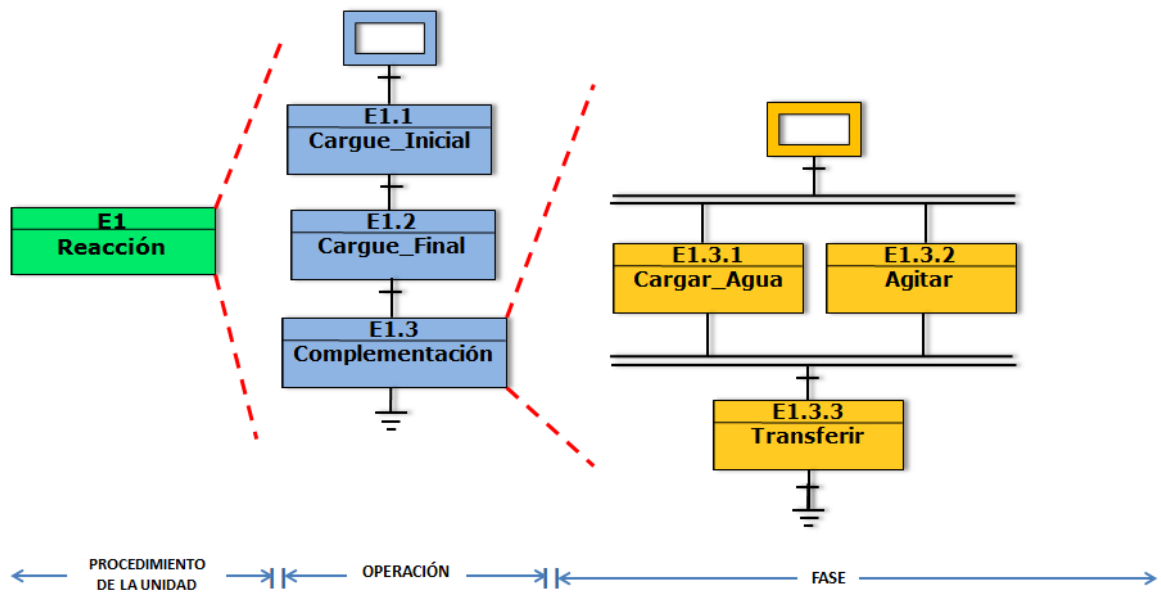 E1
Reacción
E1.1
Cargue_Inicial
E1.2
Cargue_Final
E1.3
Complementación
E1.3.1
Cargar_Agua
E1.3.2
Agitar
E1.3.3
Transferir
PROCEDIMIENTO
DE LA UNIDAD
OPERACIÓN
FASE